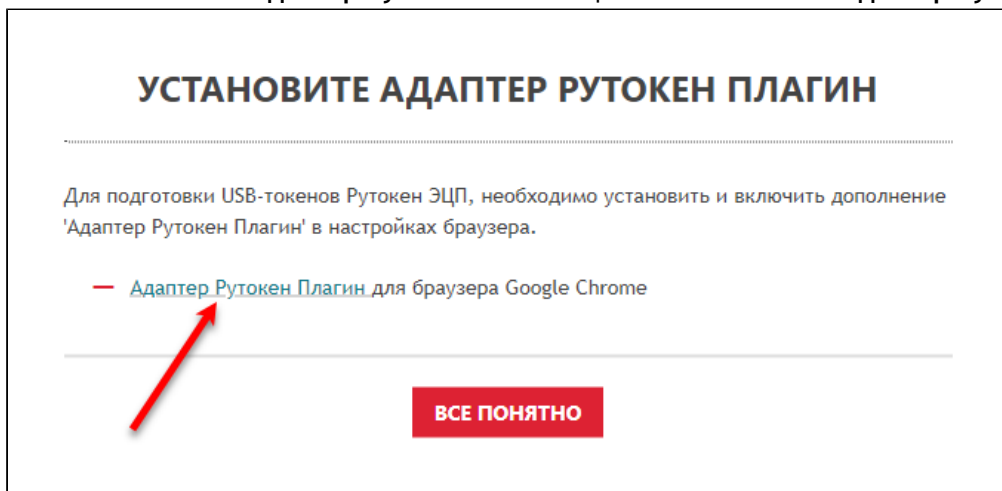 УСТАНОВИТЕ АДАПТЕР РУТОКЕН ПЛАГИН
Для подготовки USB-токенов Рутокен ЭЦП, необходимо установить и включить дополнение
'Адаптер Рутокен Плагин' в настройках браузера.
— Адаптер Рутокен Плагин для браузера Google Chrome
ВСЕ ПОНЯТНО